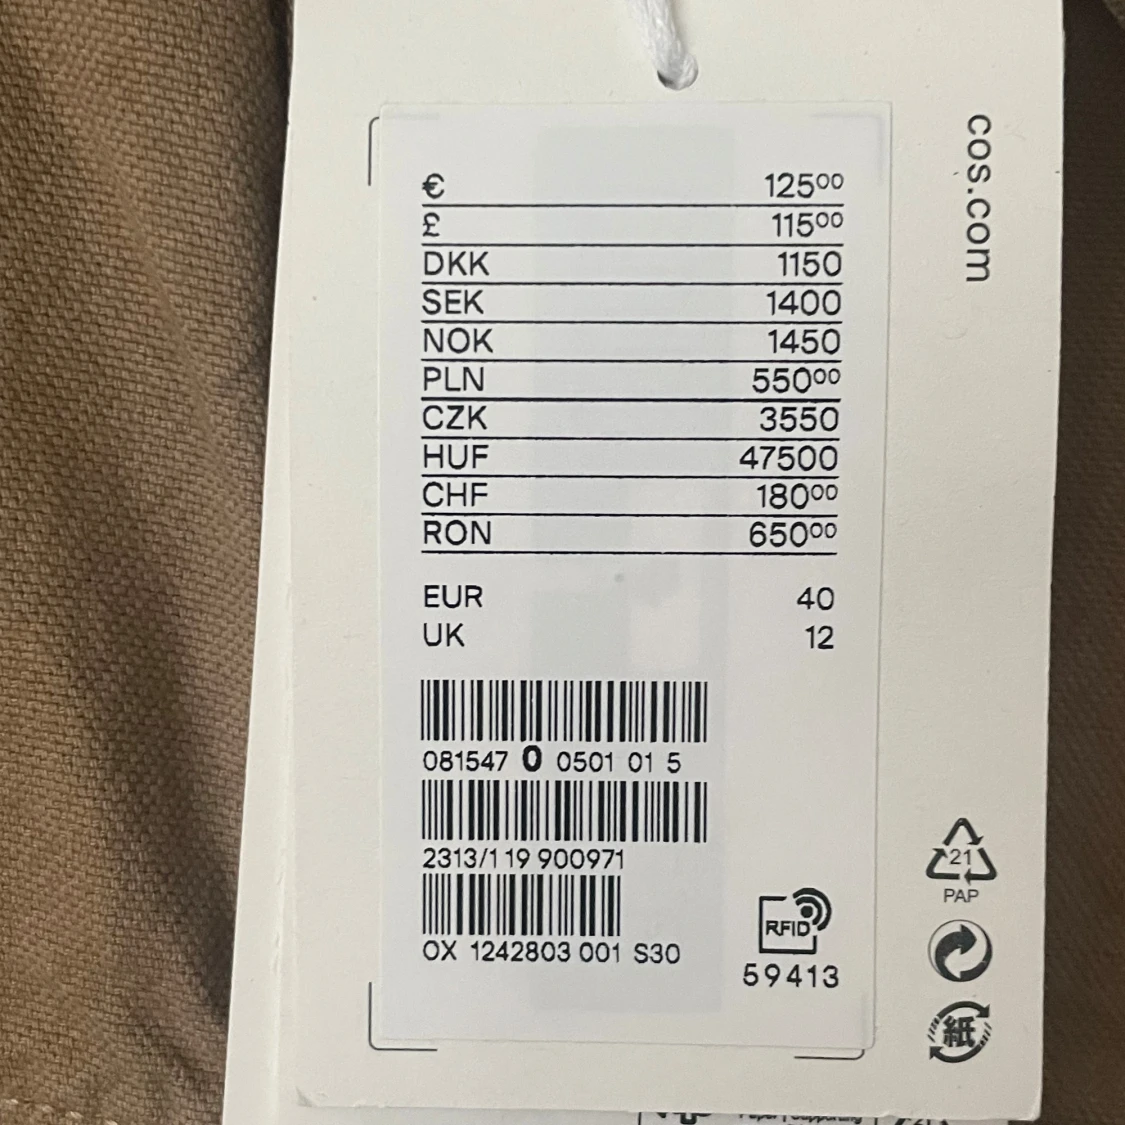 € 125⁰⁰
£ 115⁰⁰
DKK 1150
SEK 1400
NOK 1450
PLN 550⁰⁰
CZK 3550
HUF 47500
CHF 180⁰⁰
RON 650⁰⁰
EUR 40
UK 12
081547 0 0501 01 5
2313/119 900971
OX 1242803 001 S30
RFID
59413
cos.com
21
PAP
紙